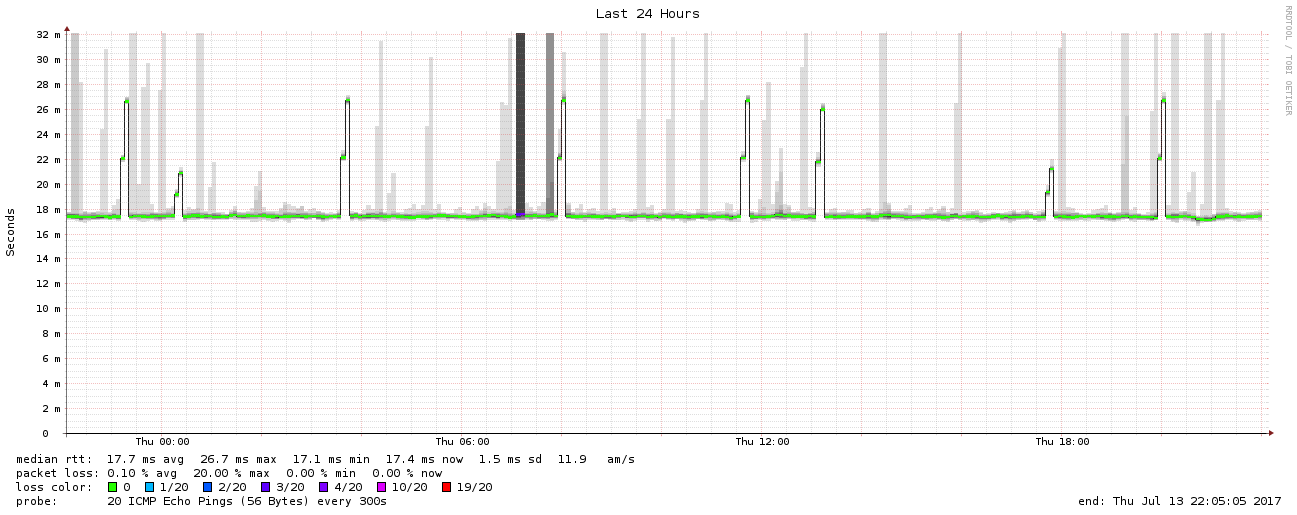 Last 24 Hours
RRDTOOL / TOBI OETIKER
Seconds
32 m
30 m
28 m
26 m
24 m
22 m
20 m
18 m
16 m
14 m
12 m
10 m
8 m
6 m
4 m
2 m
0
Thu 00:00 Thu 06:00 Thu 12:00 Thu 18:00
median rtt: 17.7 ms avg 26.7 ms max 17.1 ms min 17.4 ms now 1.5 ms sd 11.9 am/s
packet loss: 0.10 % avg 20.00 % max 0.00 % min 0.00 % now
loss color: 0 1/20 2/20 3/20 4/20 10/20 19/20
probe: 20 ICMP Echo Pings (56 Bytes) every 300s end: Thu Jul 13 22:05:05 2017